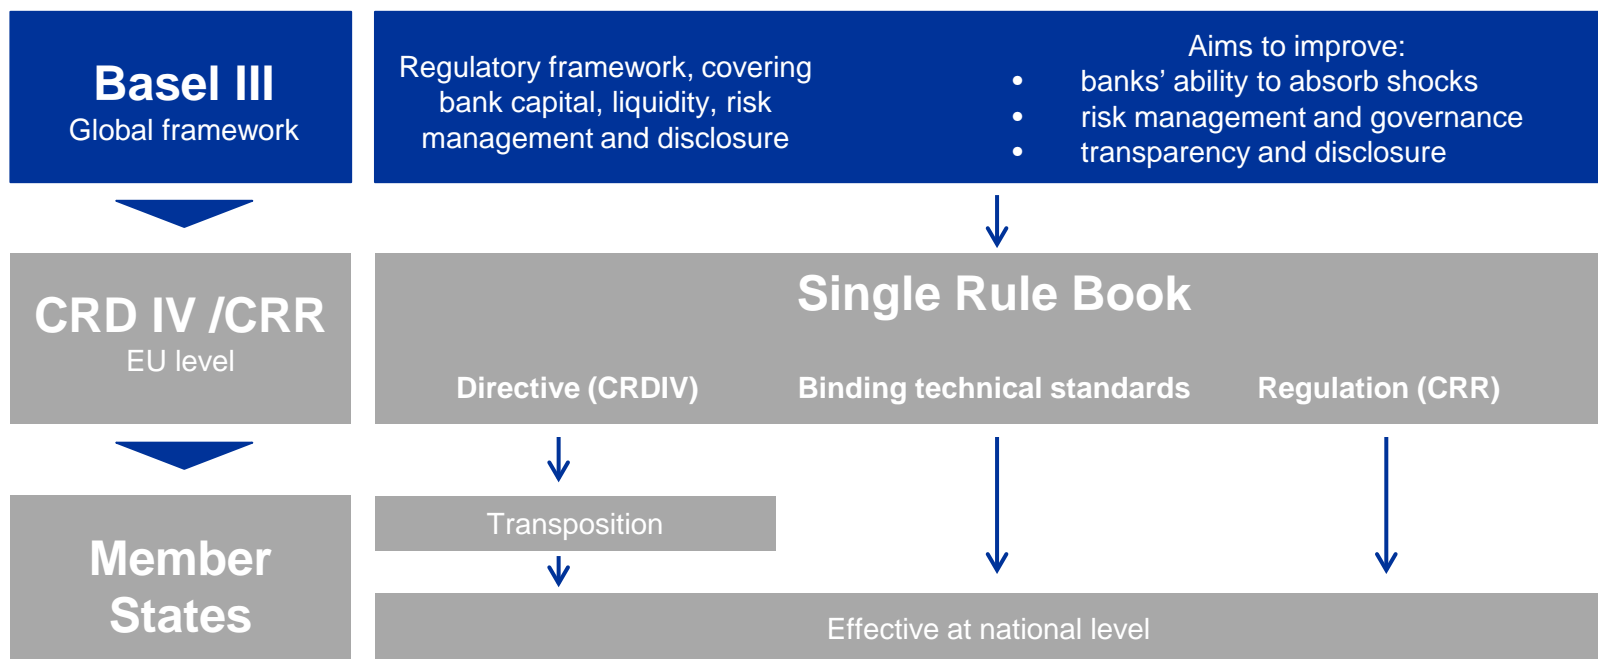 Basel III
Global framework
Regulatory framework, covering
bank capital, liquidity, risk
management and disclosure
Aims to improve:
• banks’ ability to absorb shocks
• risk management and governance
• transparency and disclosure
CRD IV /CRR
EU level
Single Rule Book
Directive (CRDIV)
Binding technical standards
Regulation (CRR)
Member
States
Transposition
Effective at national level